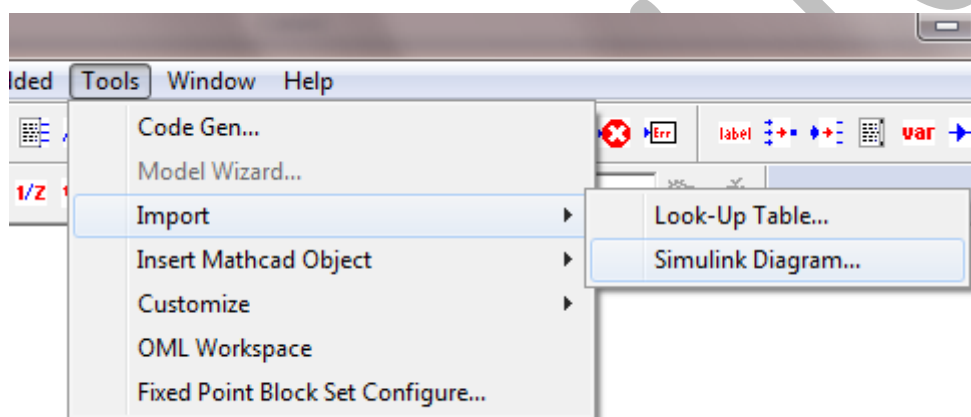 dded Tools Window Help
Code Gen...
Err label var
Model Wizard...
1/Z
Import
Look-Up Table...
Insert Mathcad Object
Simulink Diagram...
Customize
OML Workspace
Fixed Point Block Set Configure...